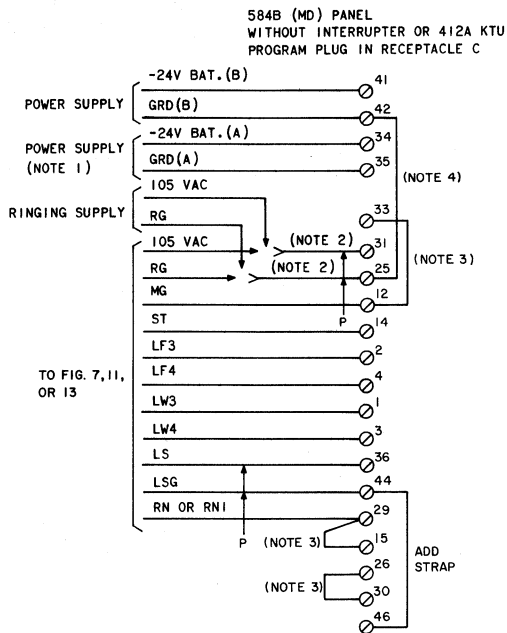 584B (MD) PANEL
WITHOUT INTERRUPTER OR 412A KTU
PROGRAM PLUG IN RECEPTACLE C
-24V BAT.(B)
41
POWER SUPPLY
GRD(B)
42
-24V BAT.(A)
34
POWER SUPPLY
(NOTE 1)
GRD(A)
35
(NOTE 4)
105 VAC
RINGING SUPPLY
33
RG
105 VAC
(NOTE 2)
31
(NOTE 3)
RG
(NOTE 2)
25
MG
12
P
ST
14
LF3
2
TO FIG. 7,11,
OR 13
LF4
4
LW3
1
LW4
3
LS
36
LSG
44
RN OR RN1
29
P
(NOTE 3)
15
ADD
STRAP
26
(NOTE 3)
30
46